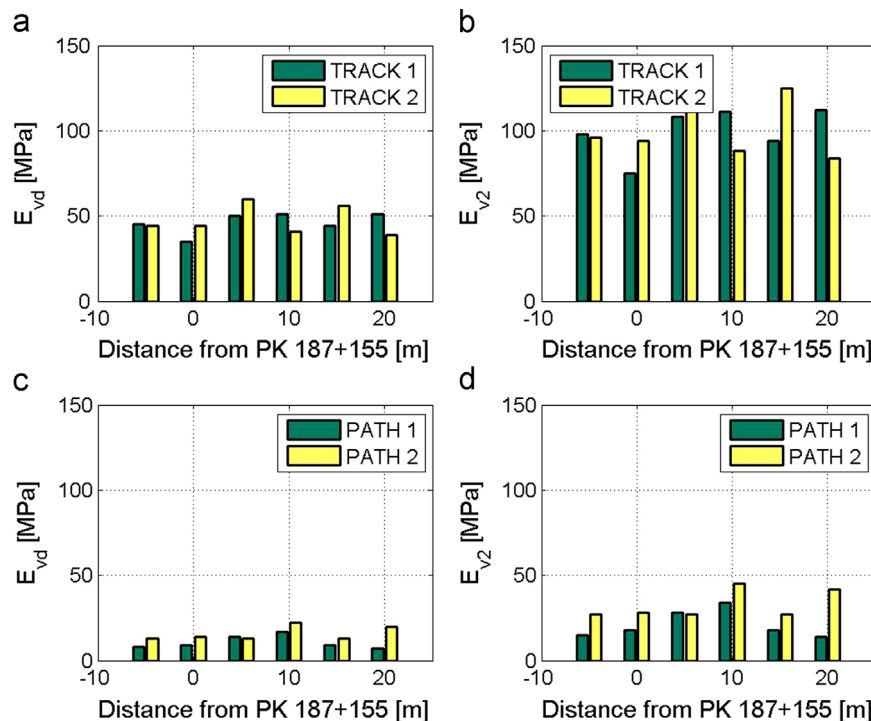 a
150
100
50
0
E_vd [MPa]
TRACK 1
TRACK 2
-10 0 10 20
Distance from PK 187+155 [m]
b
150
100
50
0
E_v2 [MPa]
TRACK 1
TRACK 2
-10 0 10 20
Distance from PK 187+155 [m]
c
150
100
50
0
E_vd [MPa]
PATH 1
PATH 2
-10 0 10 20
Distance from PK 187+155 [m]
d
150
100
50
0
E_v2 [MPa]
PATH 1
PATH 2
-10 0 10 20
Distance from PK 187+155 [m]